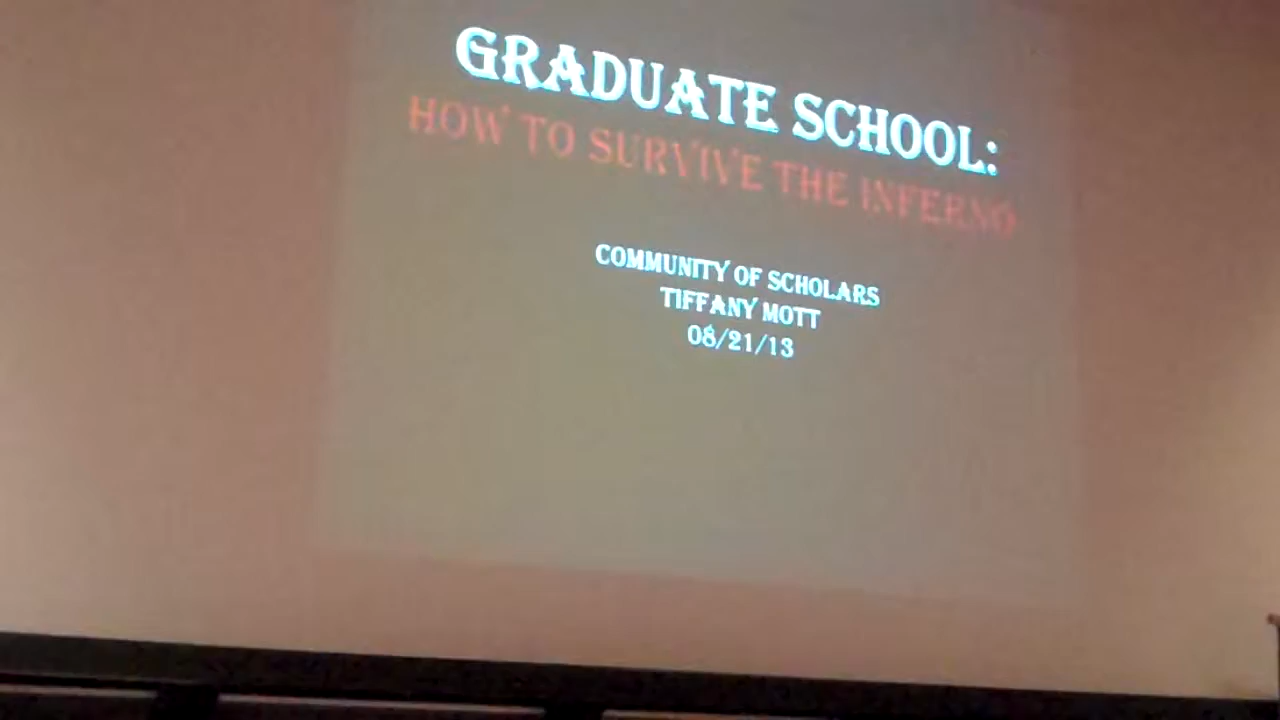 GRADUATE SCHOOL:
HOW TO SURVIVE THE INFERNO
COMMUNITY OF SCHOLARS
TIFFANY MOTT
08/21/13